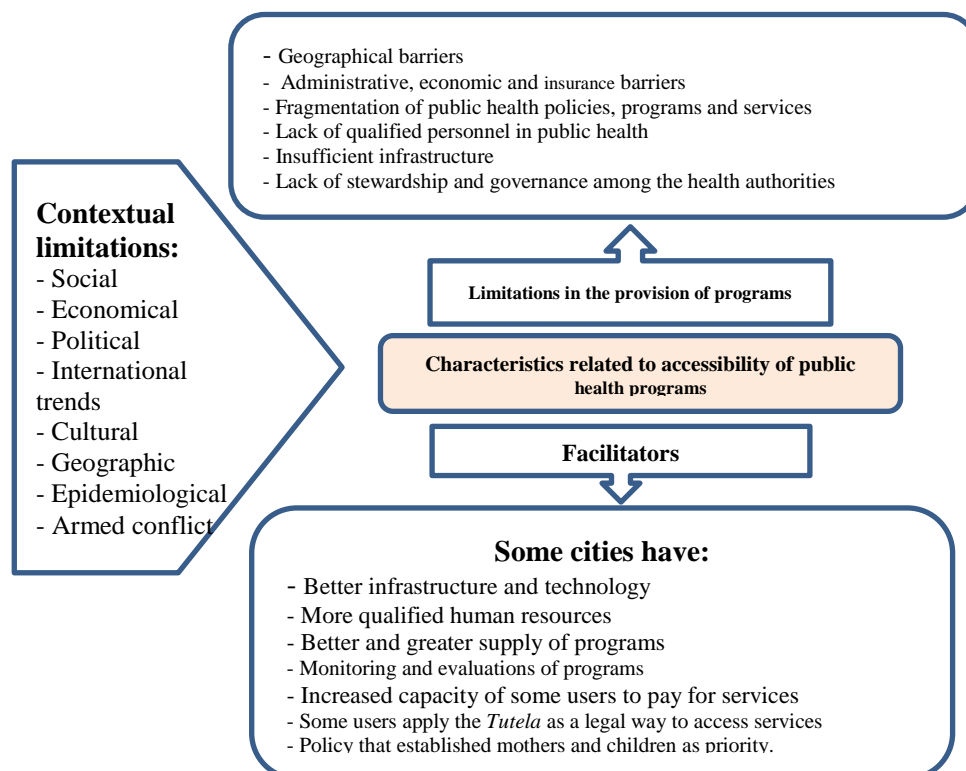 - Geographical barriers
- Administrative, economic and insurance barriers
- Fragmentation of public health policies, programs and services
- Lack of qualified personnel in public health
- Insufficient infrastructure
- Lack of stewardship and governance among the health authorities
Contextual
limitations:
- Social
- Economical
- Political
- International
trends
- Cultural
- Geographic
- Epidemiological
- Armed conflict
Limitations in the provision of programs
Characteristics related to accessibility of public
health programs
Facilitators
Some cities have:
- Better infrastructure and technology
- More qualified human resources
- Better and greater supply of programs
- Monitoring and evaluations of programs
- Increased capacity of some users to pay for services
- Some users apply the Tutela as a legal way to access services
- Policy that established mothers and children as priority.